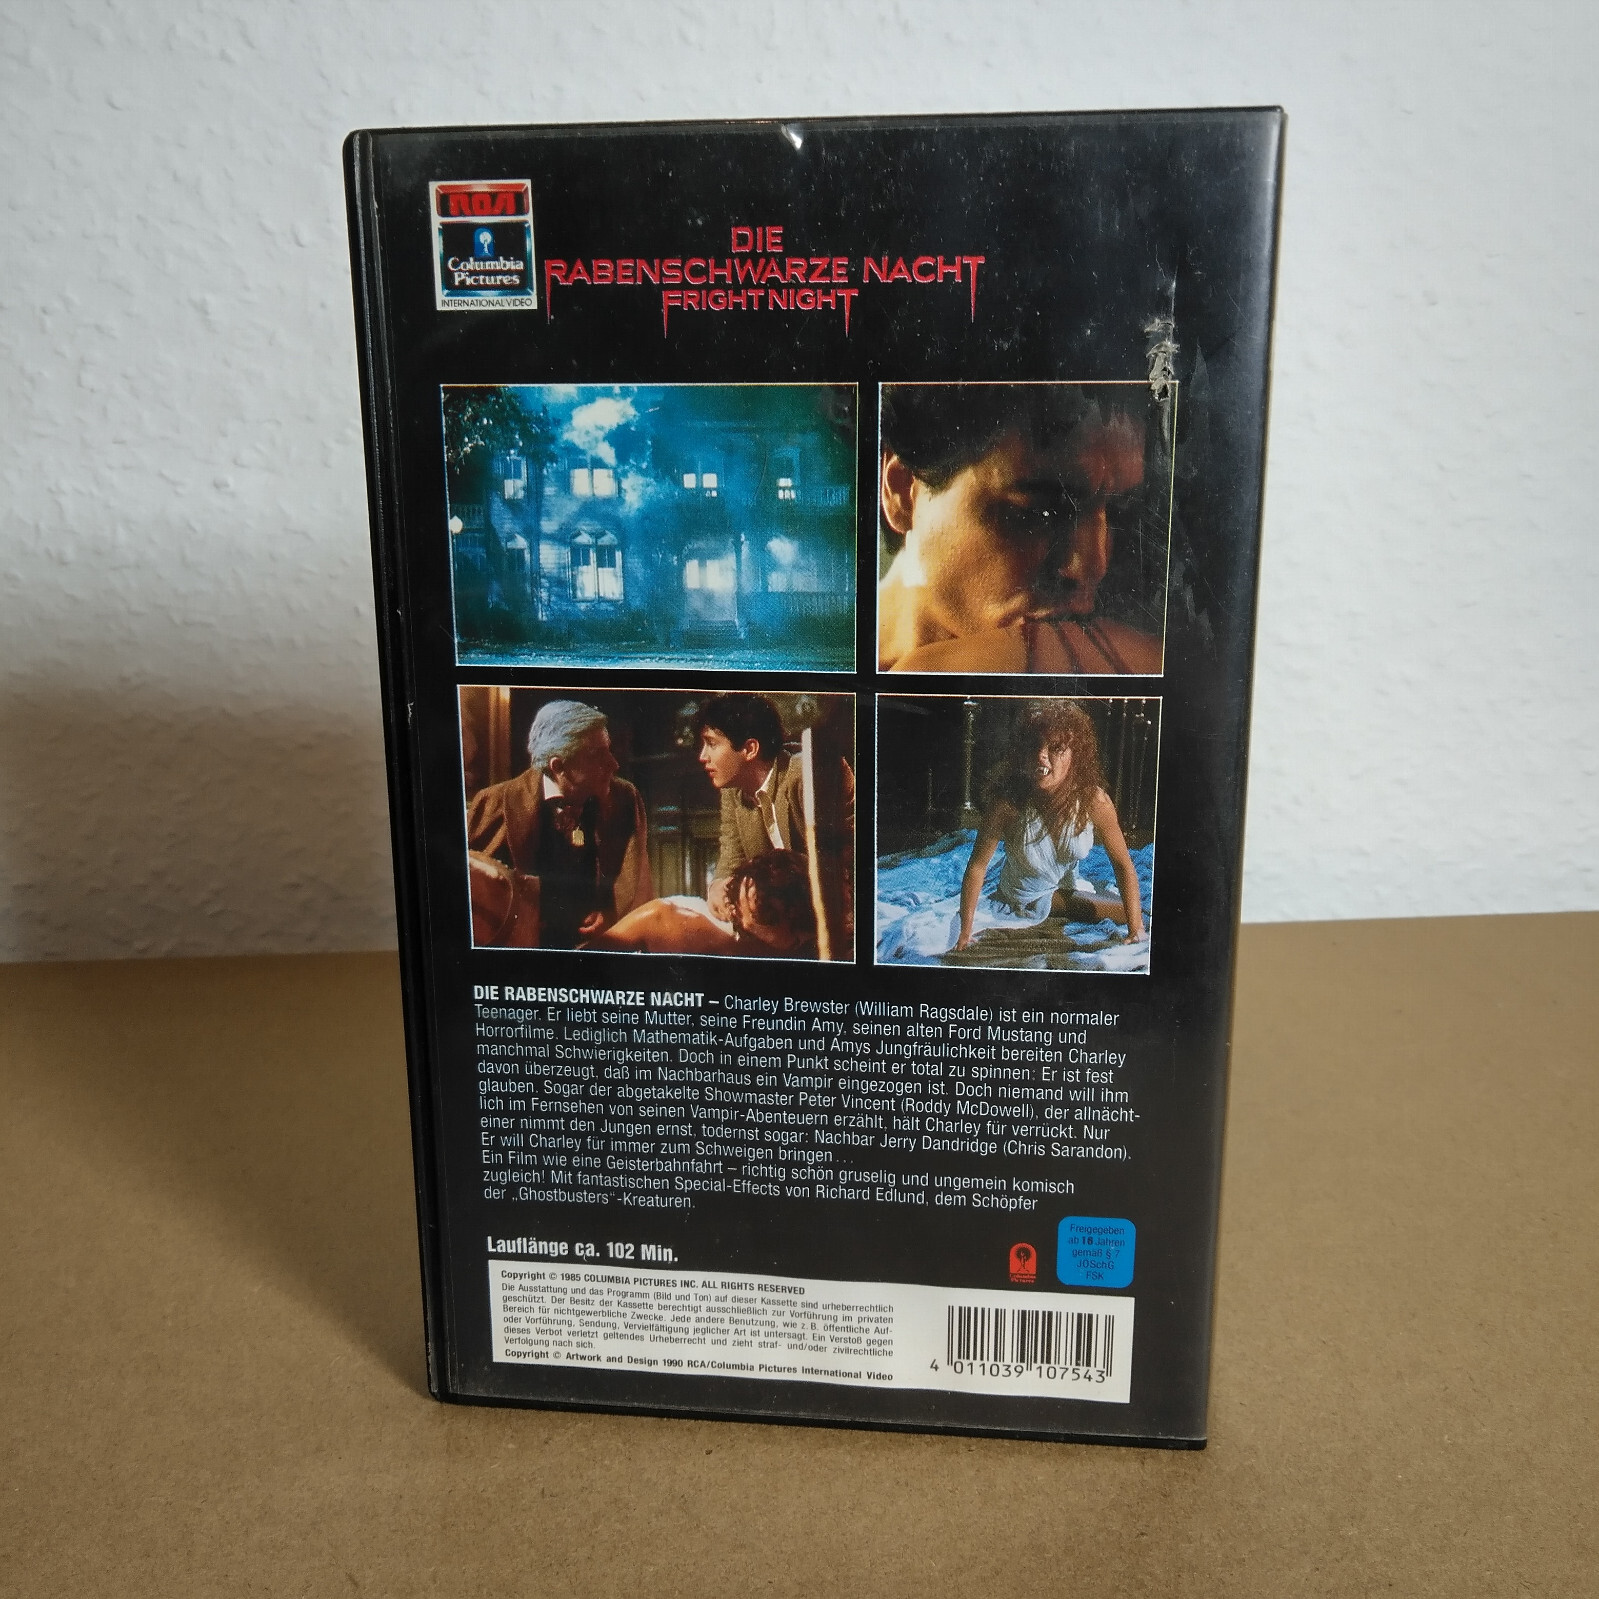 RCA
Columbia
Pictures
INTERNATIONAL VIDEO
DIE
RABENSCHWARZE NACHT
FRIGHT NIGHT
DIE RABENSCHWARZE NACHT – Charley Brewster (William Ragsdale) ist ein normaler
Teenager. Er liebt seine Mutter, seine Freundin Amy, seinen alten Ford Mustang und
Horrorfilme. Lediglich Mathematik-Aufgaben und Amys Jungfräulichkeit bereiten Charley
manchmal Schwierigkeiten. Doch in einem Punkt scheint er total zu spinnen: Er ist fest
davon überzeugt, daß im Nachbarhaus ein Vampir eingezogen ist. Doch niemand will ihm
glauben. Sogar der abgetakelte Showmaster Peter Vincent (Roddy McDowell), der allnächt-
lich im Fernsehen von seinen Vampir-Abenteuern erzählt, hält Charley für verrückt. Nur
einer nimmt den Jungen ernst, todernst sogar: Nachbar Jerry Dandridge (Chris Sarandon).
Er will Charley für immer zum Schweigen bringen...
Ein Film wie eine Geisterbahnfahrt – richtig schön gruselig und ungemein komisch
zugleich! Mit fantastischen Special-Effects von Richard Edlund, dem Schöpfer
der „Ghostbusters“-Kreaturen.
Lauflänge ca. 102 Min.
Columbia
Pictures
Freigegeben
ab 16 Jahren
gemäß § 7
JÖSchG
FSK
Copyright © 1985 COLUMBIA PICTURES INC. ALL RIGHTS RESERVED
Die Ausstattung und das Programm (Bild und Ton) auf dieser Kassette sind urheberrechtlich
geschützt. Der Besitz der Kassette berechtigt ausschließlich zur Vorführung im privaten
Bereich für nichtgewerbliche Zwecke. Jede andere Benutzung, wie z. B. öffentliche Auf-
oder Vorführung, Sendung, Vervielfältigung jeglicher Art ist untersagt. Ein Verstoß gegen
dieses Verbot verletzt geltendes Urheberrecht und zieht straf- und/oder zivilrechtliche
Verfolgung nach sich.
Copyright © Artwork and Design 1990 RCA/Columbia Pictures International Video
4 011039 107543